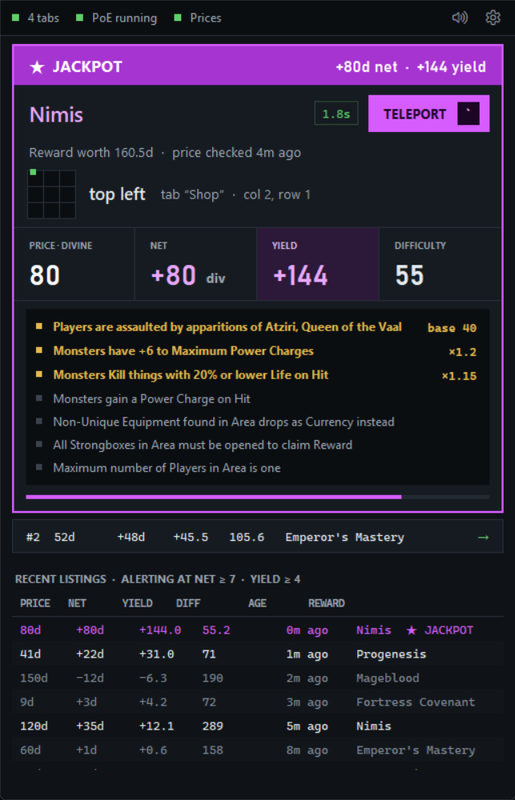 4 tabs PoE running Prices
★ JACKPOT +80d net · +144 yield
Nimis 1.8s TELEPORT `
Reward worth 160.5d · price checked 4m ago
top left tab "Shop" · col 2, row 1
PRICE·DIVINE NET YIELD DIFFICULTY
80 +80 div +144 55
Players are assaulted by apparitions of Atziri, Queen of the Vaal base 40
Monsters have +6 to Maximum Power Charges ×1.2
Monsters Kill things with 20% or lower Life on Hit ×1.15
Monsters gain a Power Charge on Hit
Non-Unique Equipment found in Area drops as Currency instead
All Strongboxes in Area must be opened to claim Reward
Maximum number of Players in Area is one
#2 52d +48d +45.5 105.6 Emperor's Mastery →
RECENT LISTINGS · ALERTING AT NET ≥ 7 · YIELD ≥ 4
PRICE NET YIELD DIFF AGE REWARD
80d +80d +144.0 55.2 0m ago Nimis ★ JACKPOT
41d +22d +31.0 71 1m ago Progenesis
150d −12d −6.3 190 2m ago Mageblood
9d +3d +4.2 72 3m ago Fortress Covenant
120d +35d +12.1 289 5m ago Nimis
60d +1d +0.6 158 8m ago Emperor's Mastery